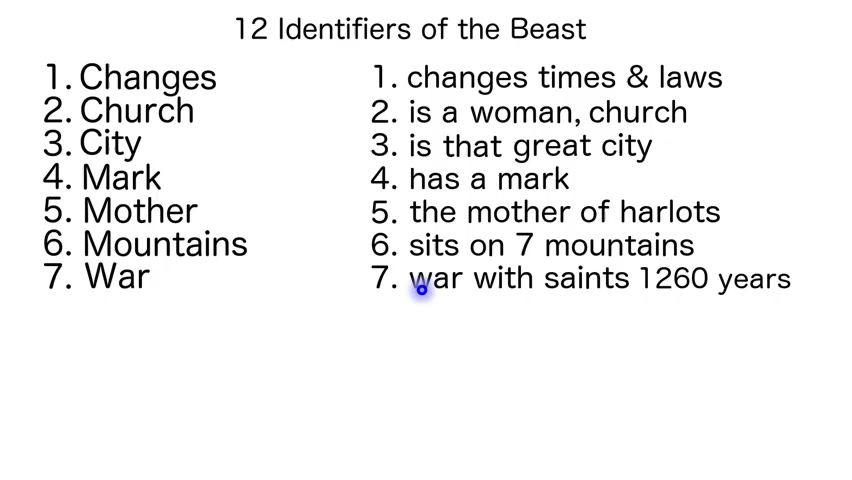 12 Identifiers of the Beast
1. Changes
2. Church
3. City
4. Mark
5. Mother
6. Mountains
7. War
1. changes times & laws
2. is a woman, church
3. is that great city
4. has a mark
5. the mother of harlots
6. sits on 7 mountains
7. war with saints 1260 years